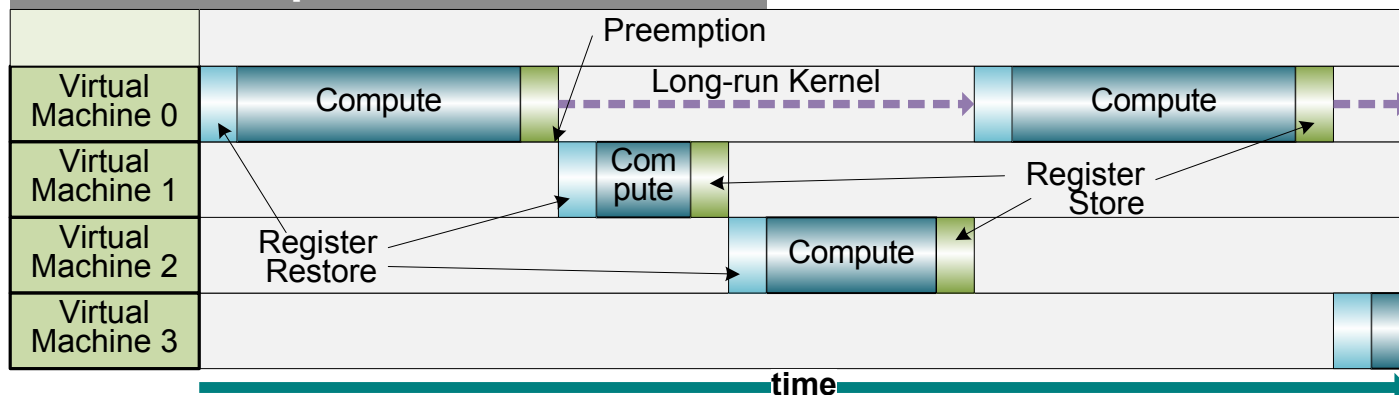 Preemption
Virtual
Machine 0
Compute
Long-run Kernel
Compute
Virtual
Machine 1
Com
pute
Register
Store
Virtual
Machine 2
Register
Restore
Compute
Virtual
Machine 3
time